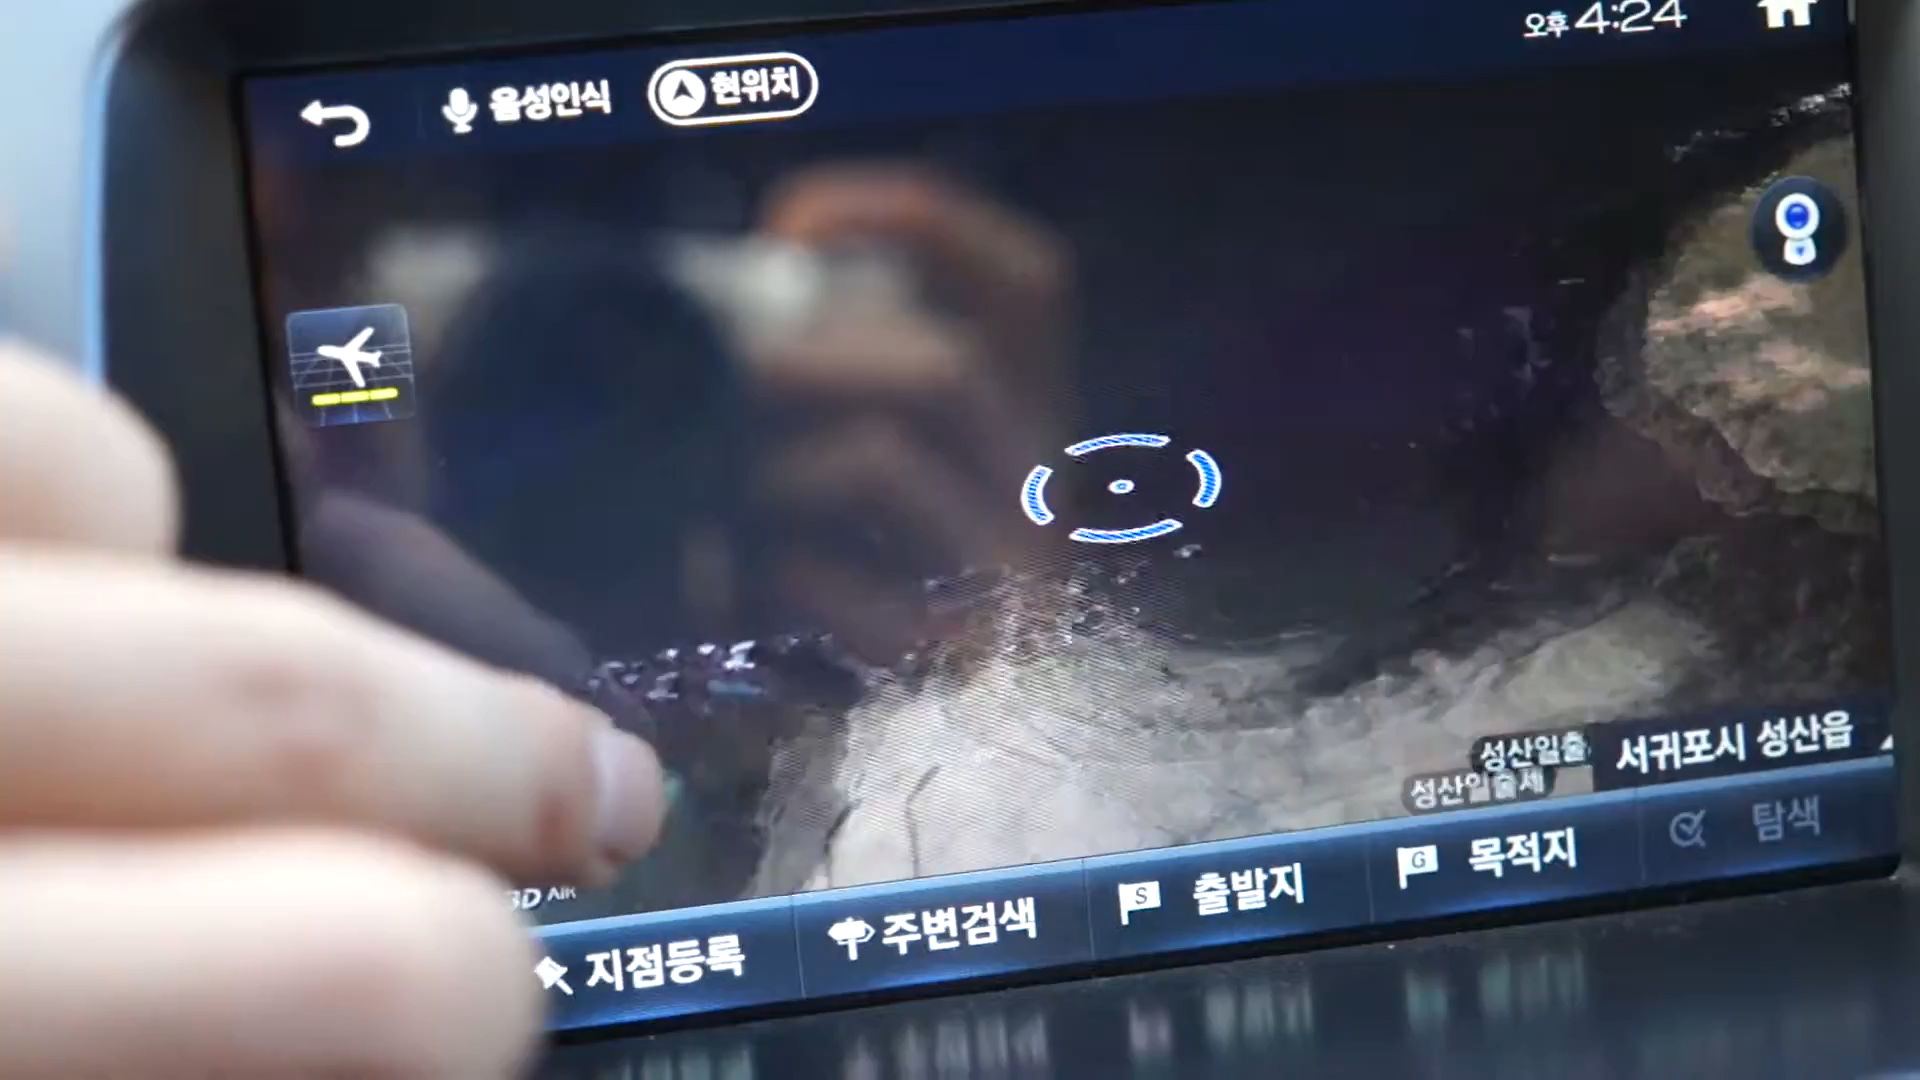 오후 4:24
음성인식
현위치
성산일출
서귀포시 성산읍
성산일출제
3D AIR
지점등록
주변검색
S 출발지
G 목적지
탐색